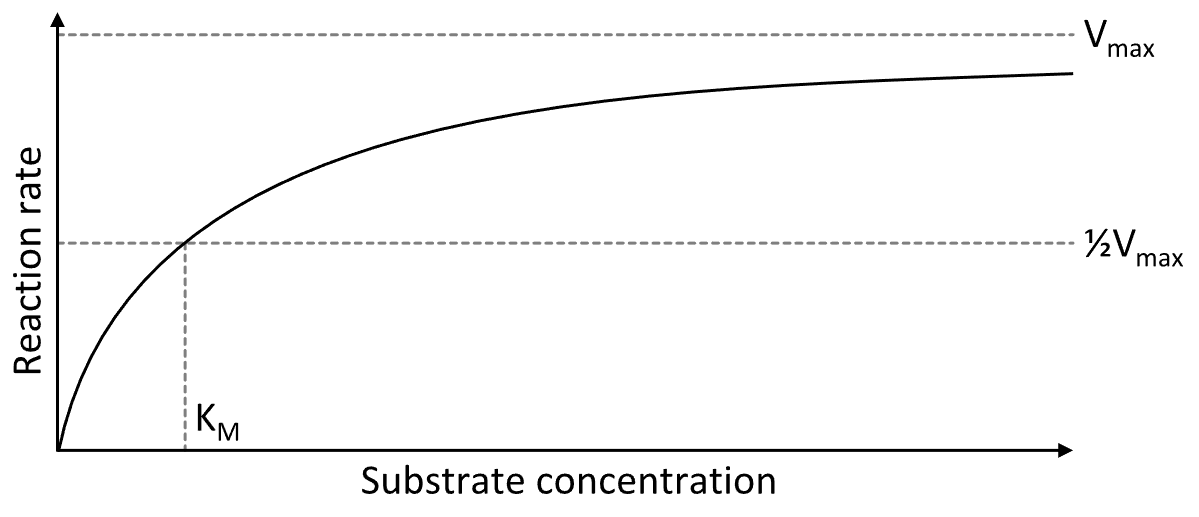 Vmax
½Vmax
Reaction rate
KM
Substrate concentration